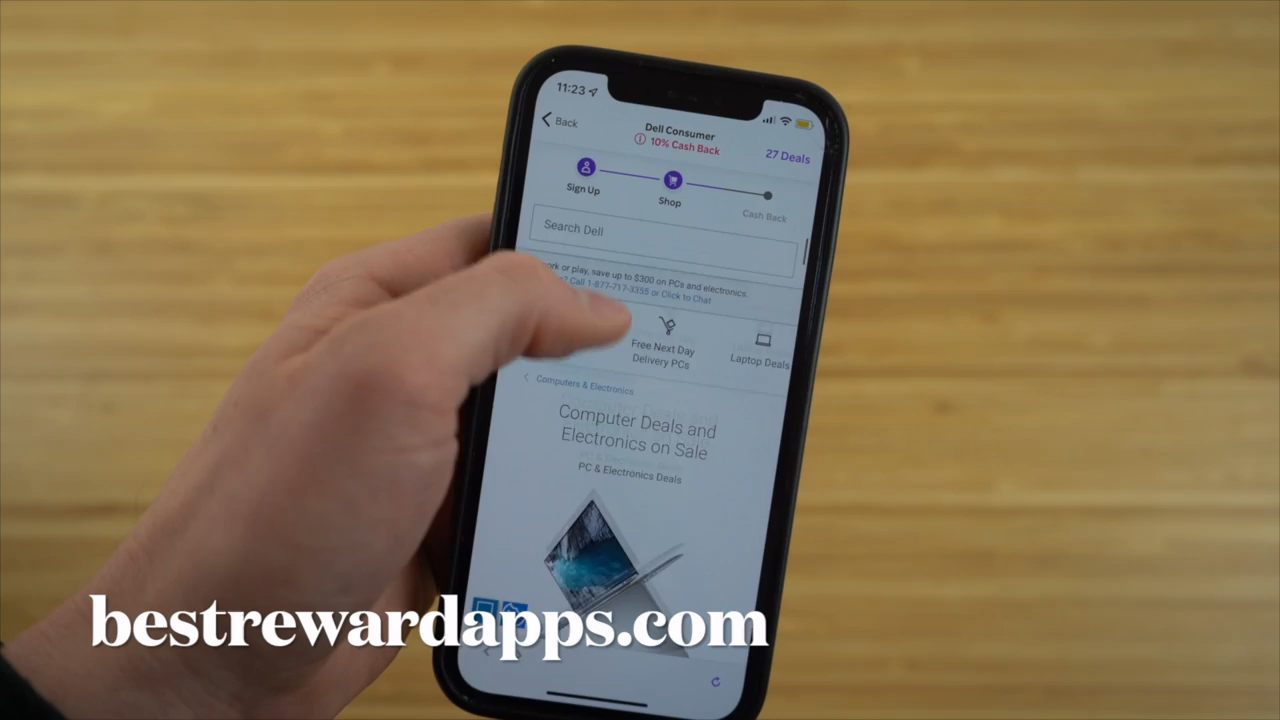 11:23
Back
Dell Consumer
10% Cash Back
27 Deals
Sign Up
Shop
Cash Back
Search Dell
or play, save up to $300 on PCs and electronics.
Call 1-877-717-3355 or Click to Chat
Free Next Day
Delivery PCs
Laptop Deals
Computers & Electronics
Computer Deals and
Electronics on Sale
PC & Electronics Deals
bestrewardapps.com